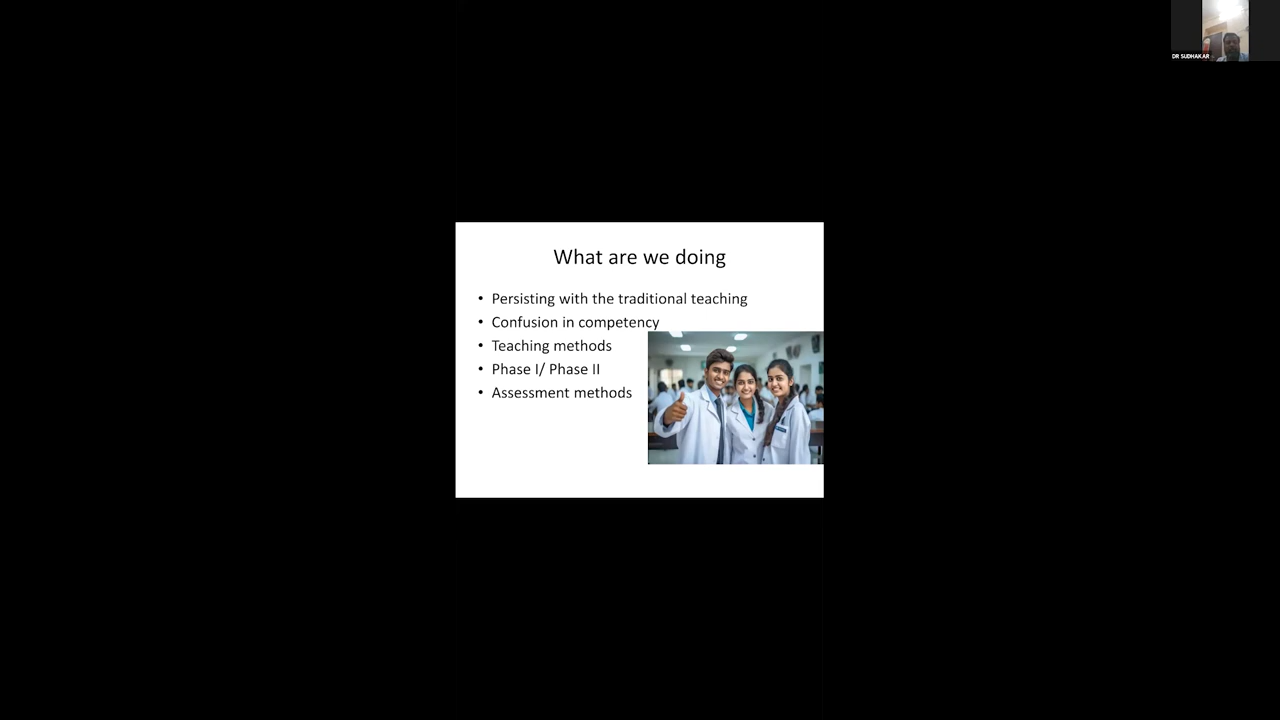 DR SUDHAKAR
What are we doing
• Persisting with the traditional teaching
• Confusion in competency
• Teaching methods
• Phase I/ Phase II
• Assessment methods